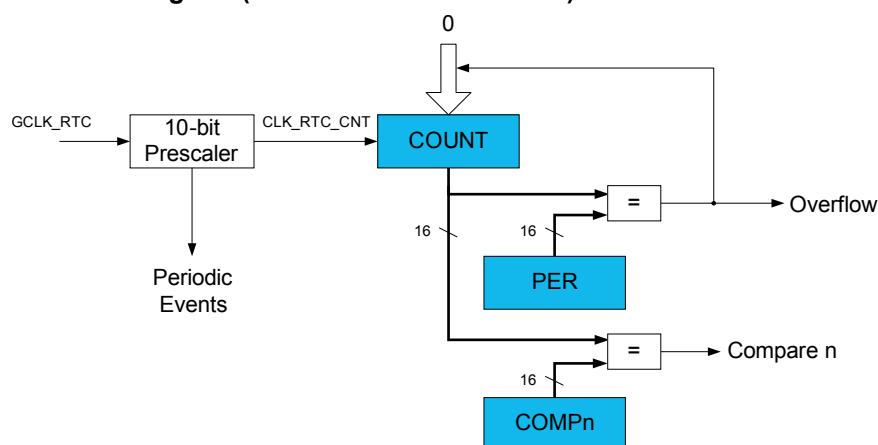 0
GCLK_RTC
10-bit
Prescaler
CLK_RTC_CNT
COUNT
=
Overflow
16
16
Periodic
Events
PER
=
Compare n
16
COMPn